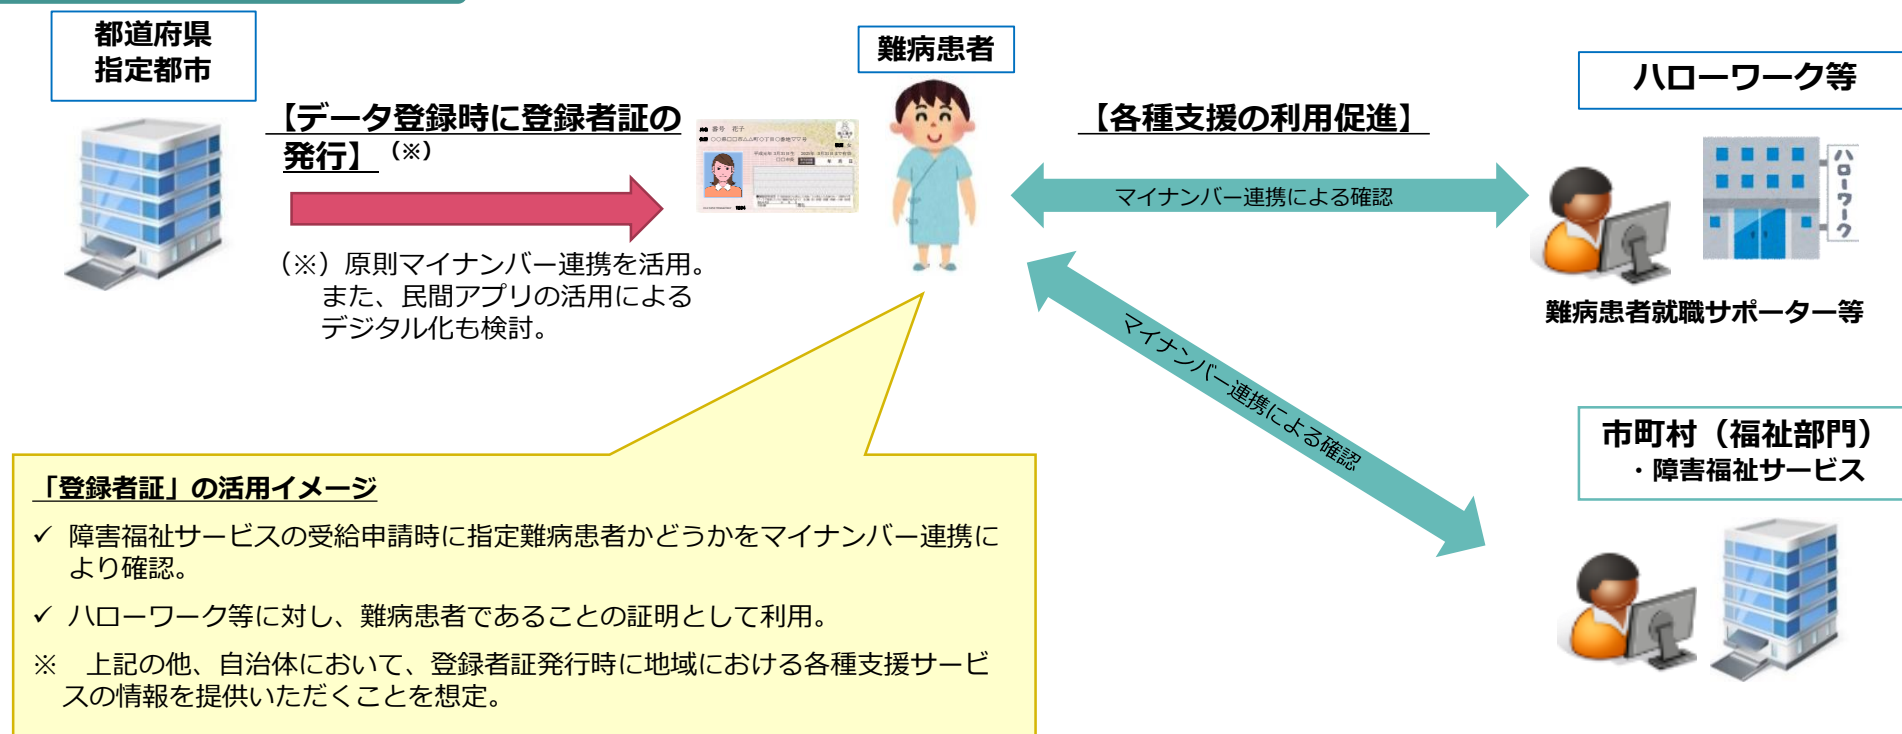 都道府県
指定都市
難病患者
ハローワーク等
【データ登録時に登録者証の
発行】（※）
番号 花子
【各種支援の利用促進】
マイナンバー連携による確認
ハローワーク
（※）原則マイナンバー連携を活用。
また、民間アプリの活用による
デジタル化も検討。
難病患者就職サポーター等
マイナンバー連携による確認
市町村（福祉部門）
・障害福祉サービス
「登録者証」の活用イメージ
✓ 障害福祉サービスの受給申請時に指定難病患者かどうかをマイナンバー連携に
より確認。
✓ ハローワーク等に対し、難病患者であることの証明として利用。
※　上記の他、自治体において、登録者証発行時に地域における各種支援サービ
スの情報を提供いただくことを想定。